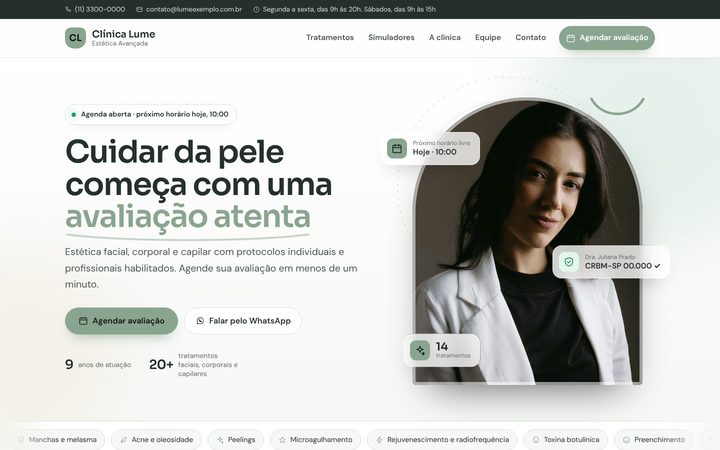 (11) 3300-0000
contato@lumeexemplo.com.br
Segunda a sexta, das 9h às 20h. Sábados, das 9h às 15h
CL
Clínica Lume
Estética Avançada
Tratamentos
Simuladores
A clínica
Equipe
Contato
Agendar avaliação
Agenda aberta · próximo horário hoje, 10:00
Cuidar da pele
começa com uma
avaliação atenta
Estética facial, corporal e capilar com protocolos individuais e
profissionais habilitados. Agende sua avaliação em menos de um
minuto.
Agendar avaliação
Falar pelo WhatsApp
9 anos de atuação
20+ tratamentos
faciais, corporais e
capilares
Próximo horário livre
Hoje · 10:00
Dra. Juliana Prado
CRBM-SP 00.000 ✓
14
tratamentos
Manchas e melasma
Acne e oleosidade
Peelings
Microagulhamento
Rejuvenescimento e radiofrequência
Toxina botulínica
Preenchimento